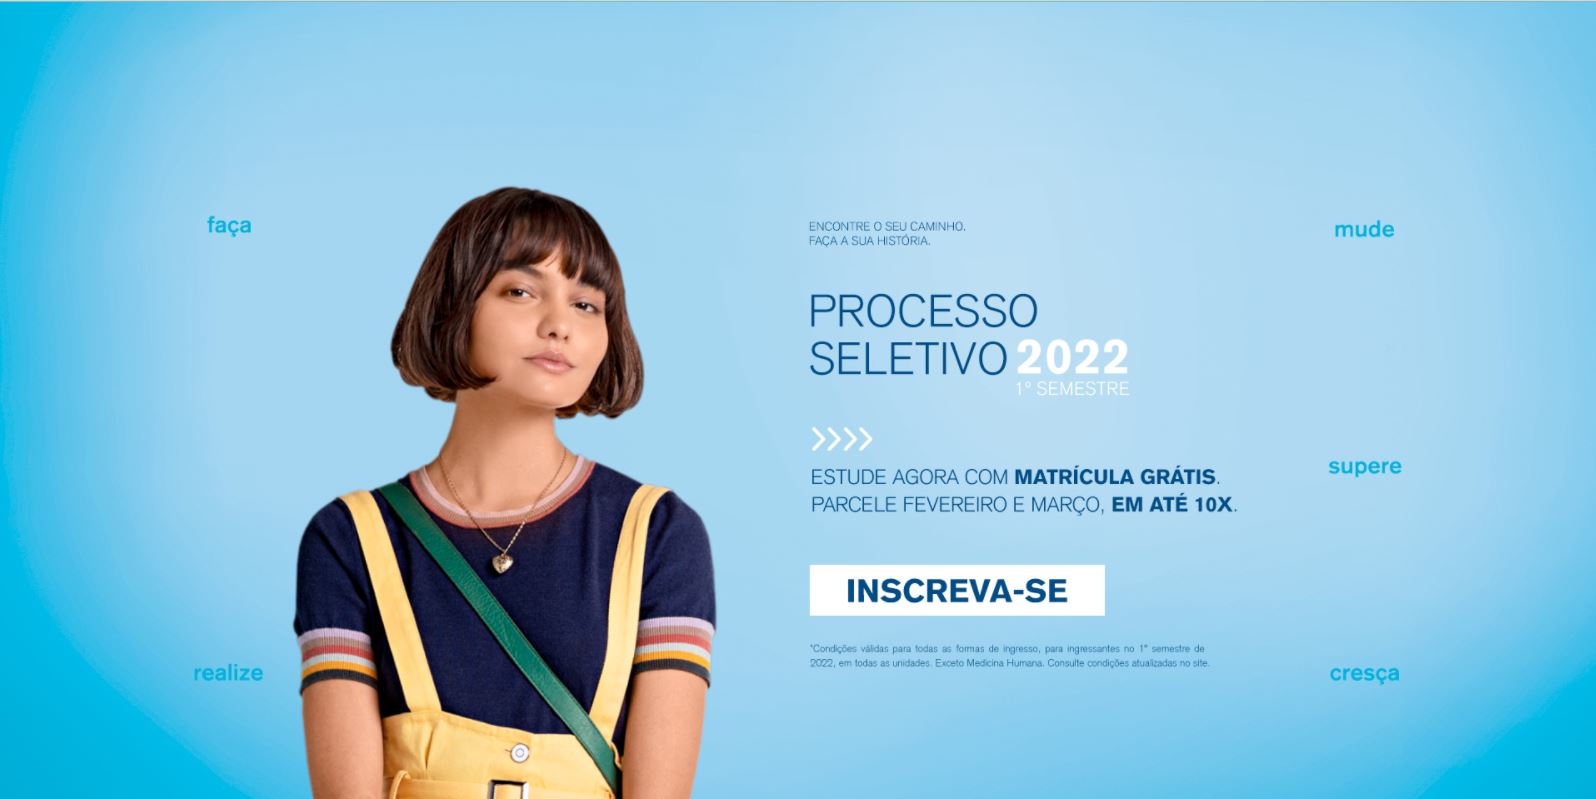 faça
ENCONTRE O SEU CAMINHO.
FAÇA A SUA HISTÓRIA.
mude
PROCESSO
SELETIVO 2022
1º SEMESTRE
>>>>
ESTUDE AGORA COM MATRÍCULA GRÁTIS.
supere
PARCELE FEVEREIRO E MARÇO, EM ATÉ 10X.
INSCREVA-SE
*Condições válidas para todas as formas de ingresso, para ingressantes no 1º semestre de
2022, em todas as unidades. Exceto Medicina Humana. Consulte condições atualizadas no site.
realize
cresça